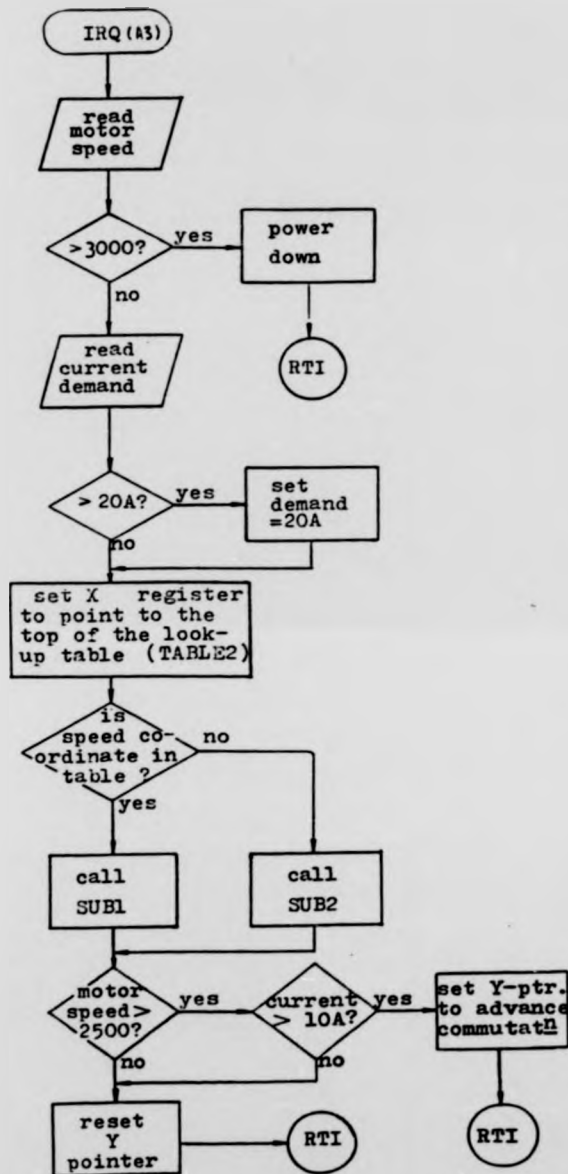 IRQ(A3)
read
motor
speed
> 3000?
yes
power
down
no
RTI
read
current
demand
> 20A?
yes
set
demand
=20A
no
set X register
to point to the
top of the look-
up table (TABLE2)
is
speed co-
ordinate in
table ?
no
yes
call
SUB1
call
SUB2
motor
speed>
2500?
yes
current
> 10A?
yes
set Y-ptr.
to advance
commutatn
no
no
reset
Y
pointer
RTI
RTI